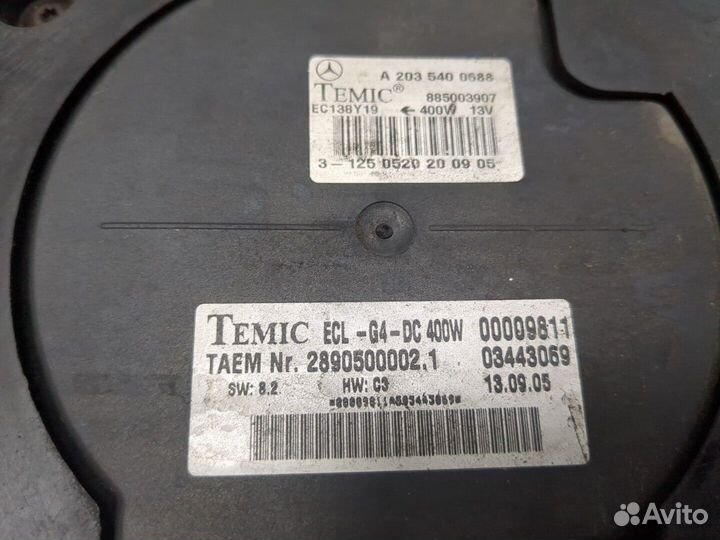 A 203 540 0688
TEMIC® 885003907
EC138Y19 ← 400W 13V
3-125 0520 20 09 05
TEMIC ECL -G4-DC 400W 00009811
TAEM Nr. 2890500002.1 03443069
SW: 8.2 HW: C3 13.09.05
Avito